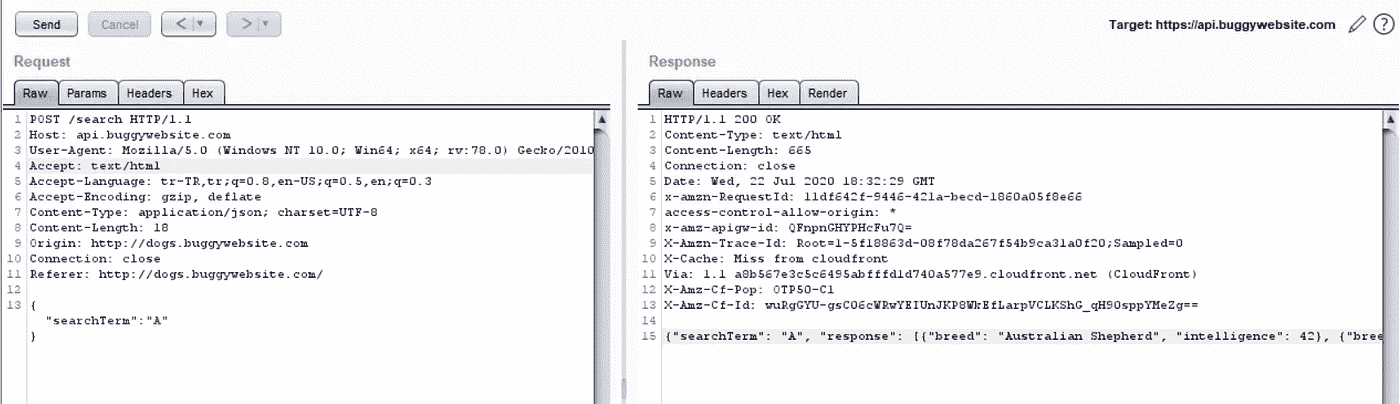 Send Cancel < > Target: https://api.buggywebsite.com ?
Request
Raw Params Headers Hex
1 POST /search HTTP/1.1
2 Host: api.buggywebsite.com
3 User-Agent: Mozilla/5.0 (Windows NT 10.0; Win64; x64; rv:78.0) Gecko/2010
4 Accept: text/html
5 Accept-Language: tr-TR,tr;q=0.8,en-US;q=0.5,en;q=0.3
6 Accept-Encoding: gzip, deflate
7 Content-Type: application/json; charset=UTF-8
8 Content-Length: 18
9 Origin: http://dogs.buggywebsite.com
10 Connection: close
11 Referer: http://dogs.buggywebsite.com/
12
13 {
"searchTerm":"A"
}
Response
Raw Headers Hex Render
1 HTTP/1.1 200 OK
2 Content-Type: text/html
3 Content-Length: 665
4 Connection: close
5 Date: Wed, 22 Jul 2020 18:32:29 GMT
6 x-amzn-RequestId: 11df642f-9446-421a-becd-1860a05f8e66
7 access-control-allow-origin: *
8 x-amz-apigw-id: QFnpnGHYPHcFu7Q=
9 X-Amzn-Trace-Id: Root=1-5f18863d-08f78da267f54b9ca31a0f20;Sampled=0
10 X-Cache: Miss from cloudfront
11 Via: 1.1 a8b567e3c5c6495abfffd1d740a577e9.cloudfront.net (CloudFront)
12 X-Amz-Cf-Pop: OTP50-C1
13 X-Amz-Cf-Id: wuRgGYU-gsC06cWRwYEIUnJKP8WrEfLarpVCLKShG_qH90sppYMeZg==
14
15 {"searchTerm": "A", "response": [{"breed": "Australian Shepherd", "intelligence": 42}, {"bree